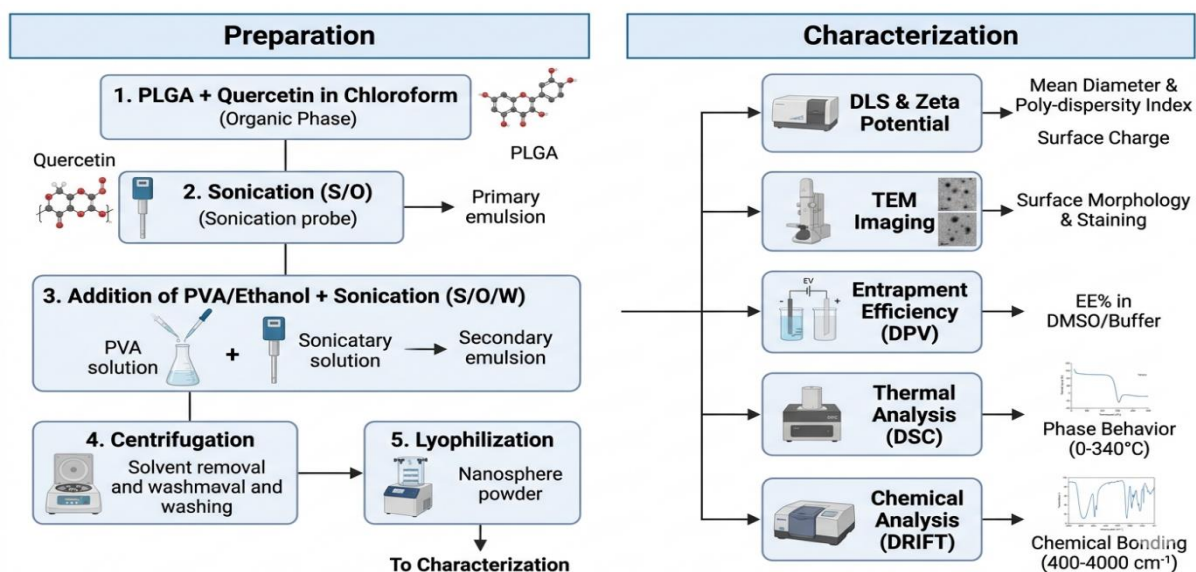 Preparation
1. PLGA + Quercetin in Chloroform
(Organic Phase)
PLGA
Quercetin
2. Sonication (S/O)
(Sonication probe)
Primary
emulsion
3. Addition of PVA/Ethanol + Sonication (S/O/W)
PVA
solution
+
Sonicatary
solution
Secondary
emulsion
4. Centrifugation
Solvent removal
and washmaval and
washing
5. Lyophilization
Nanosphere
powder
To Characterization
Characterization
DLS & Zeta
Potential
Mean Diameter &
Poly-dispersity Index
Surface Charge
TEM
Imaging
Surface Morphology
& Staining
EV
- +
Entrapment
Efficiency
(DPV)
EE% in
DMSO/Buffer
Thermal
Analysis
(DSC)
Phase Behavior
(0-340°C)
Chemical
Analysis
(DRIFT)
Chemical Bonding
(400-4000 cm⁻¹)